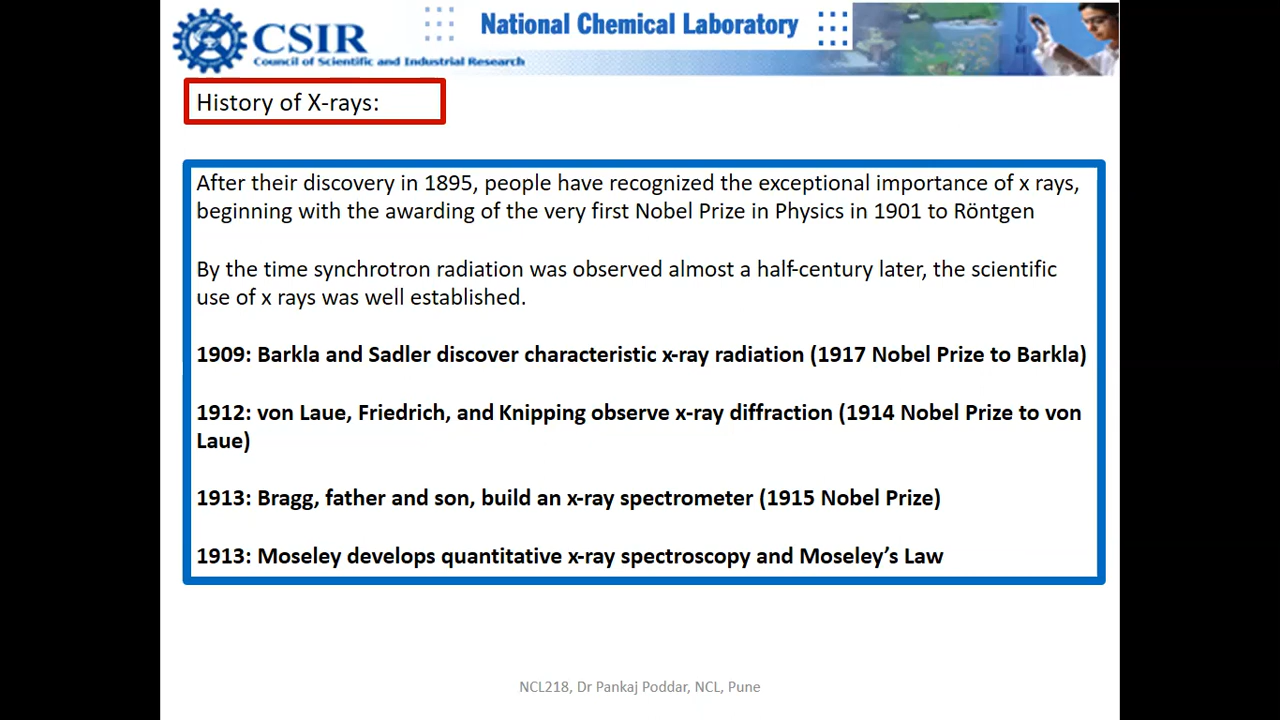 CSIR
Council of Scientific and Industrial Research
National Chemical Laboratory
History of X-rays:
After their discovery in 1895, people have recognized the exceptional importance of x rays,
beginning with the awarding of the very first Nobel Prize in Physics in 1901 to Röntgen
By the time synchrotron radiation was observed almost a half-century later, the scientific
use of x rays was well established.
1909: Barkla and Sadler discover characteristic x-ray radiation (1917 Nobel Prize to Barkla)
1912: von Laue, Friedrich, and Knipping observe x-ray diffraction (1914 Nobel Prize to von
Laue)
1913: Bragg, father and son, build an x-ray spectrometer (1915 Nobel Prize)
1913: Moseley develops quantitative x-ray spectroscopy and Moseley’s Law
NCL218, Dr Pankaj Poddar, NCL, Pune